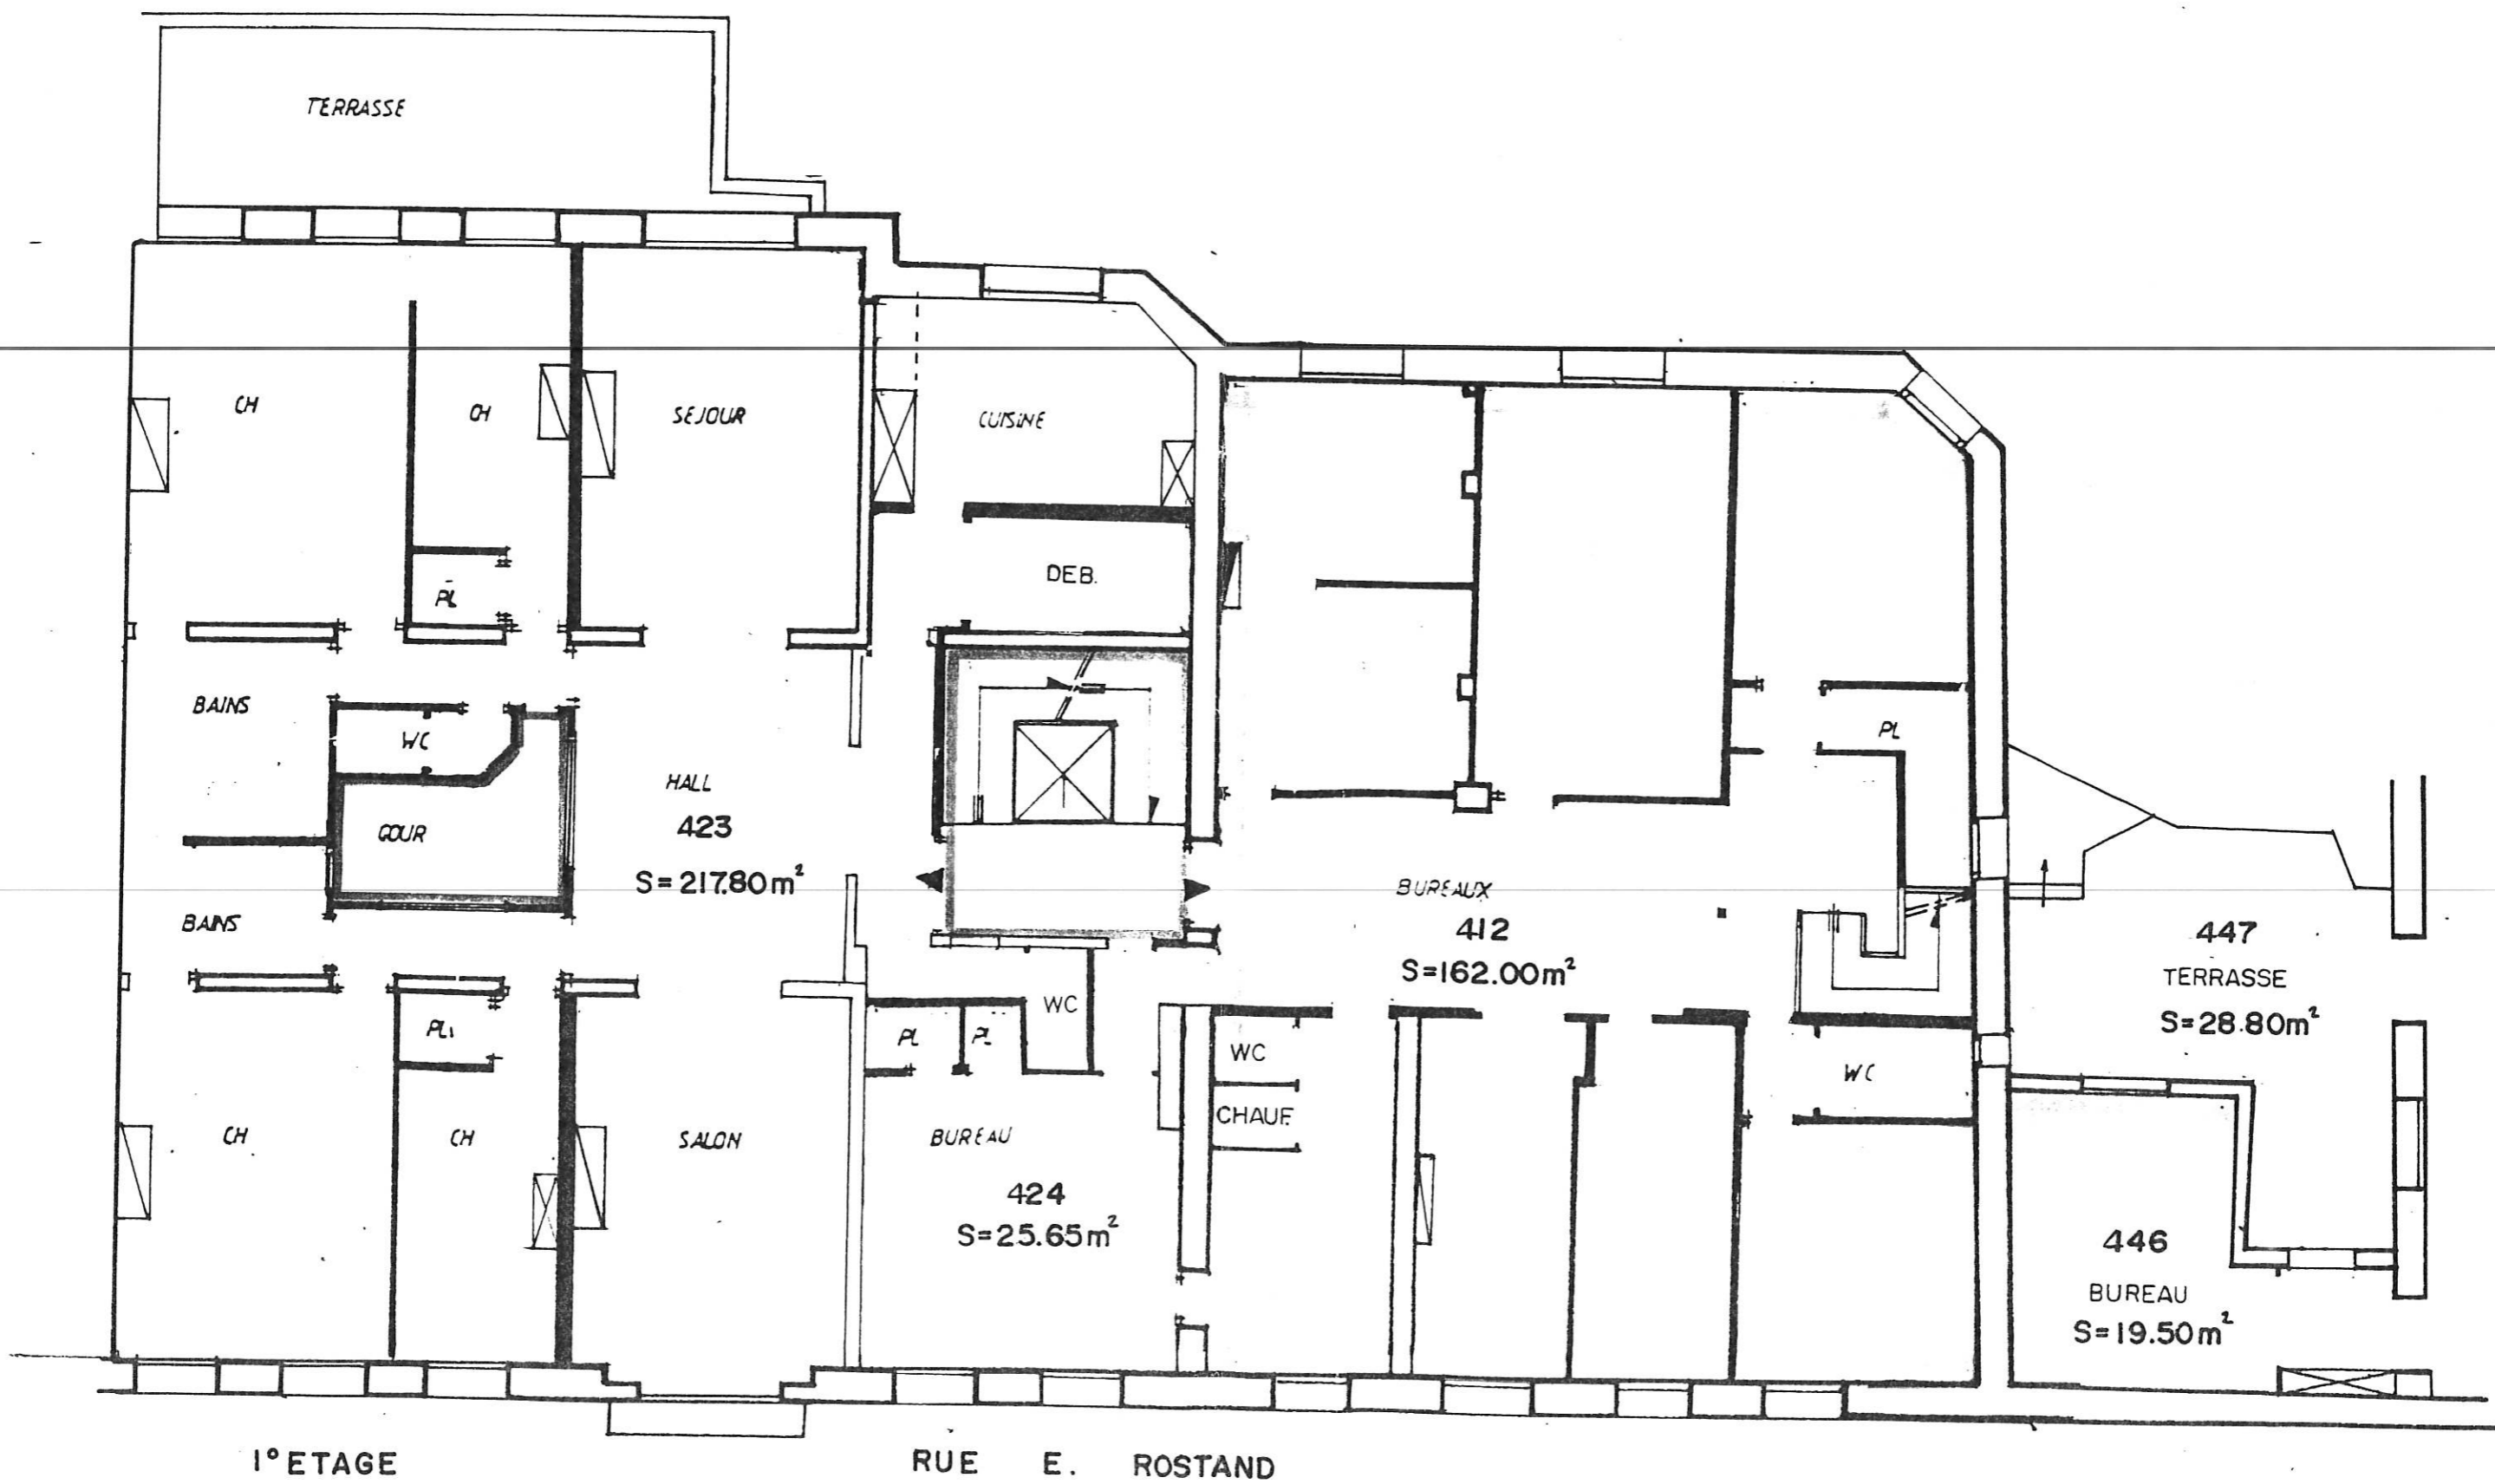 TERRASSE
CH
CH
SEJOUR
CUISINE
DEB.
PL
BAINS
WC
PL
HALL
423
S=217.80m²
COUR
BUREAUX
412
S=162.00m²
BAINS
447
TERRASSE
S=28.80m²
WC
PL
PL
PL
WC
CHAUF.
WC
CH
CH
SALON
BUREAU
424
S=25.65m²
446
BUREAU
S=19.50m²
1° ETAGE
RUE E. ROSTAND